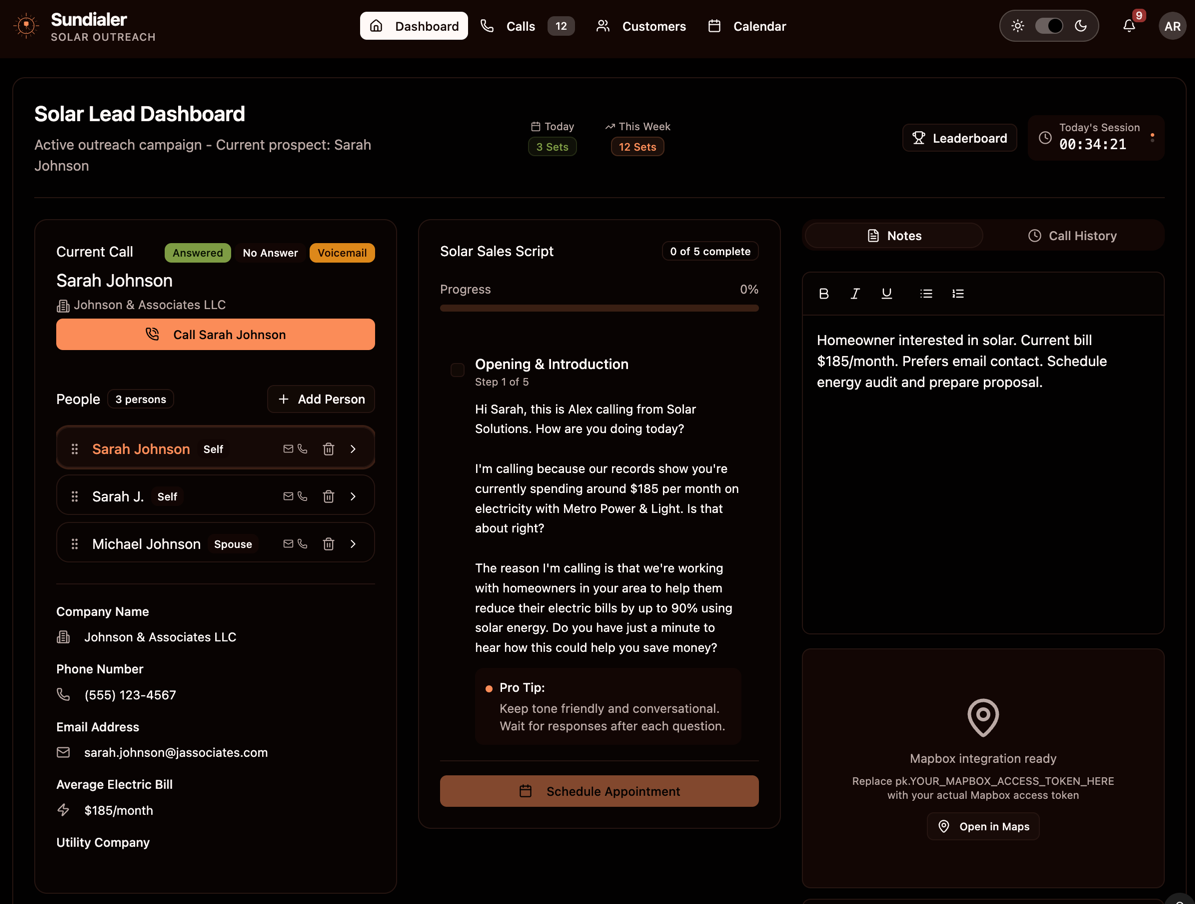 Sundialer
SOLAR OUTREACH
Dashboard
Calls
12
Customers
Calendar
9
AR
Solar Lead Dashboard
Active outreach campaign - Current prospect: Sarah
Johnson
Today
3 Sets
This Week
12 Sets
Leaderboard
Today's Session
00:34:21
Current Call
Answered
No Answer
Voicemail
Sarah Johnson
Johnson & Associates LLC
Call Sarah Johnson
People
3 persons
Add Person
Sarah Johnson
Self
Sarah J.
Self
Michael Johnson
Spouse
Company Name
Johnson & Associates LLC
Phone Number
(555) 123-4567
Email Address
sarah.johnson@jassociates.com
Average Electric Bill
$185/month
Utility Company
Solar Sales Script
0 of 5 complete
Progress
0%
Opening & Introduction
Step 1 of 5
Hi Sarah, this is Alex calling from Solar
Solutions. How are you doing today?
I'm calling because our records show you're
currently spending around $185 per month on
electricity with Metro Power & Light. Is that
about right?
The reason I'm calling is that we're working
with homeowners in your area to help them
reduce their electric bills by up to 90% using
solar energy. Do you have just a minute to
hear how this could help you save money?
Pro Tip:
Keep tone friendly and conversational.
Wait for responses after each question.
Schedule Appointment
Notes
Call History
B I U
Homeowner interested in solar. Current bill
$185/month. Prefers email contact. Schedule
energy audit and prepare proposal.
Mapbox integration ready
Replace pk.YOUR_MAPBOX_ACCESS_TOKEN_HERE
with your actual Mapbox access token
Open in Maps